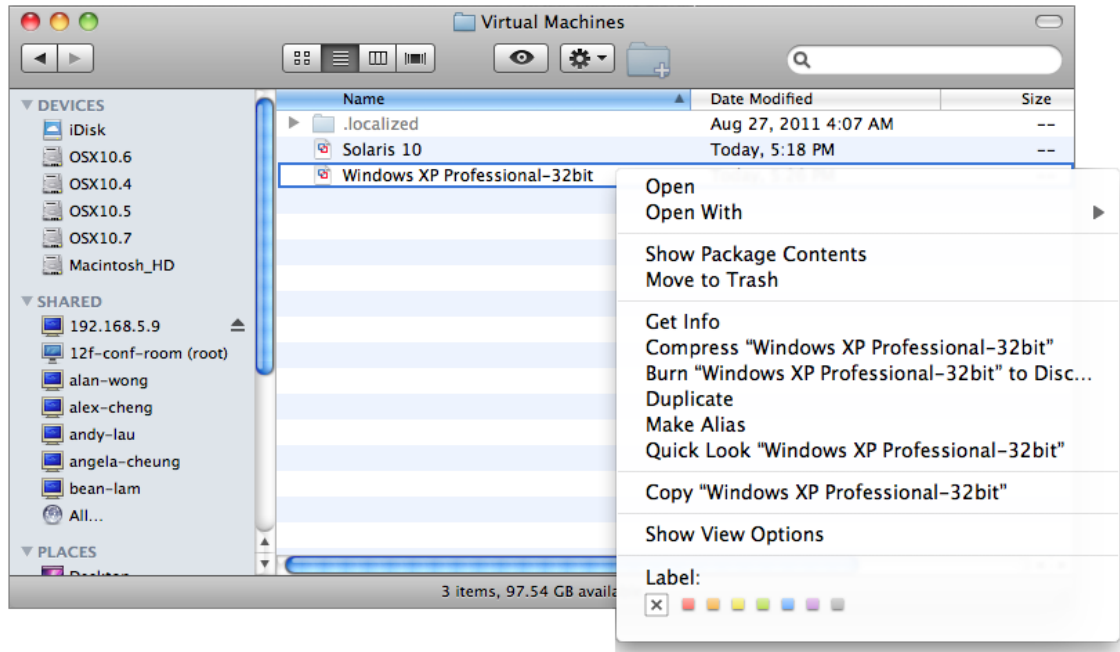 Virtual Machines
Name Date Modified Size
DEVICES
iDisk
OSX10.6
OSX10.4
OSX10.5
OSX10.7
Macintosh_HD
SHARED
192.168.5.9
12f-conf-room (root)
alan-wong
alex-cheng
andy-lau
angela-cheung
bean-lam
All...
PLACES
Desktop
.localized Aug 27, 2011 4:07 AM --
Solaris 10 Today, 5:18 PM --
Windows XP Professional-32bit
Open
Open With
Show Package Contents
Move to Trash
Get Info
Compress “Windows XP Professional-32bit”
Burn “Windows XP Professional-32bit” to Disc...
Duplicate
Make Alias
Quick Look “Windows XP Professional-32bit”
Copy “Windows XP Professional-32bit”
Show View Options
Label:
3 items, 97.54 GB availa